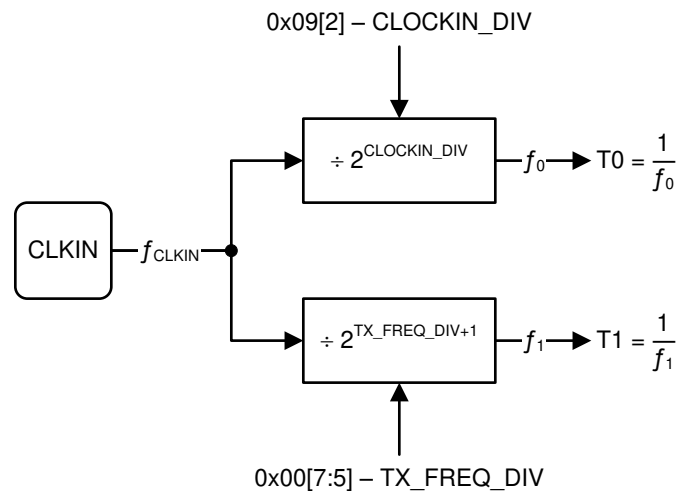 0x09[2] – CLOCKIN_DIV
÷ 2^CLOCKIN_DIV
f₀
T0 = 1/f₀
CLKIN
f_CLKIN
÷ 2^TX_FREQ_DIV+1
f₁
T1 = 1/f₁
0x00[7:5] – TX_FREQ_DIV